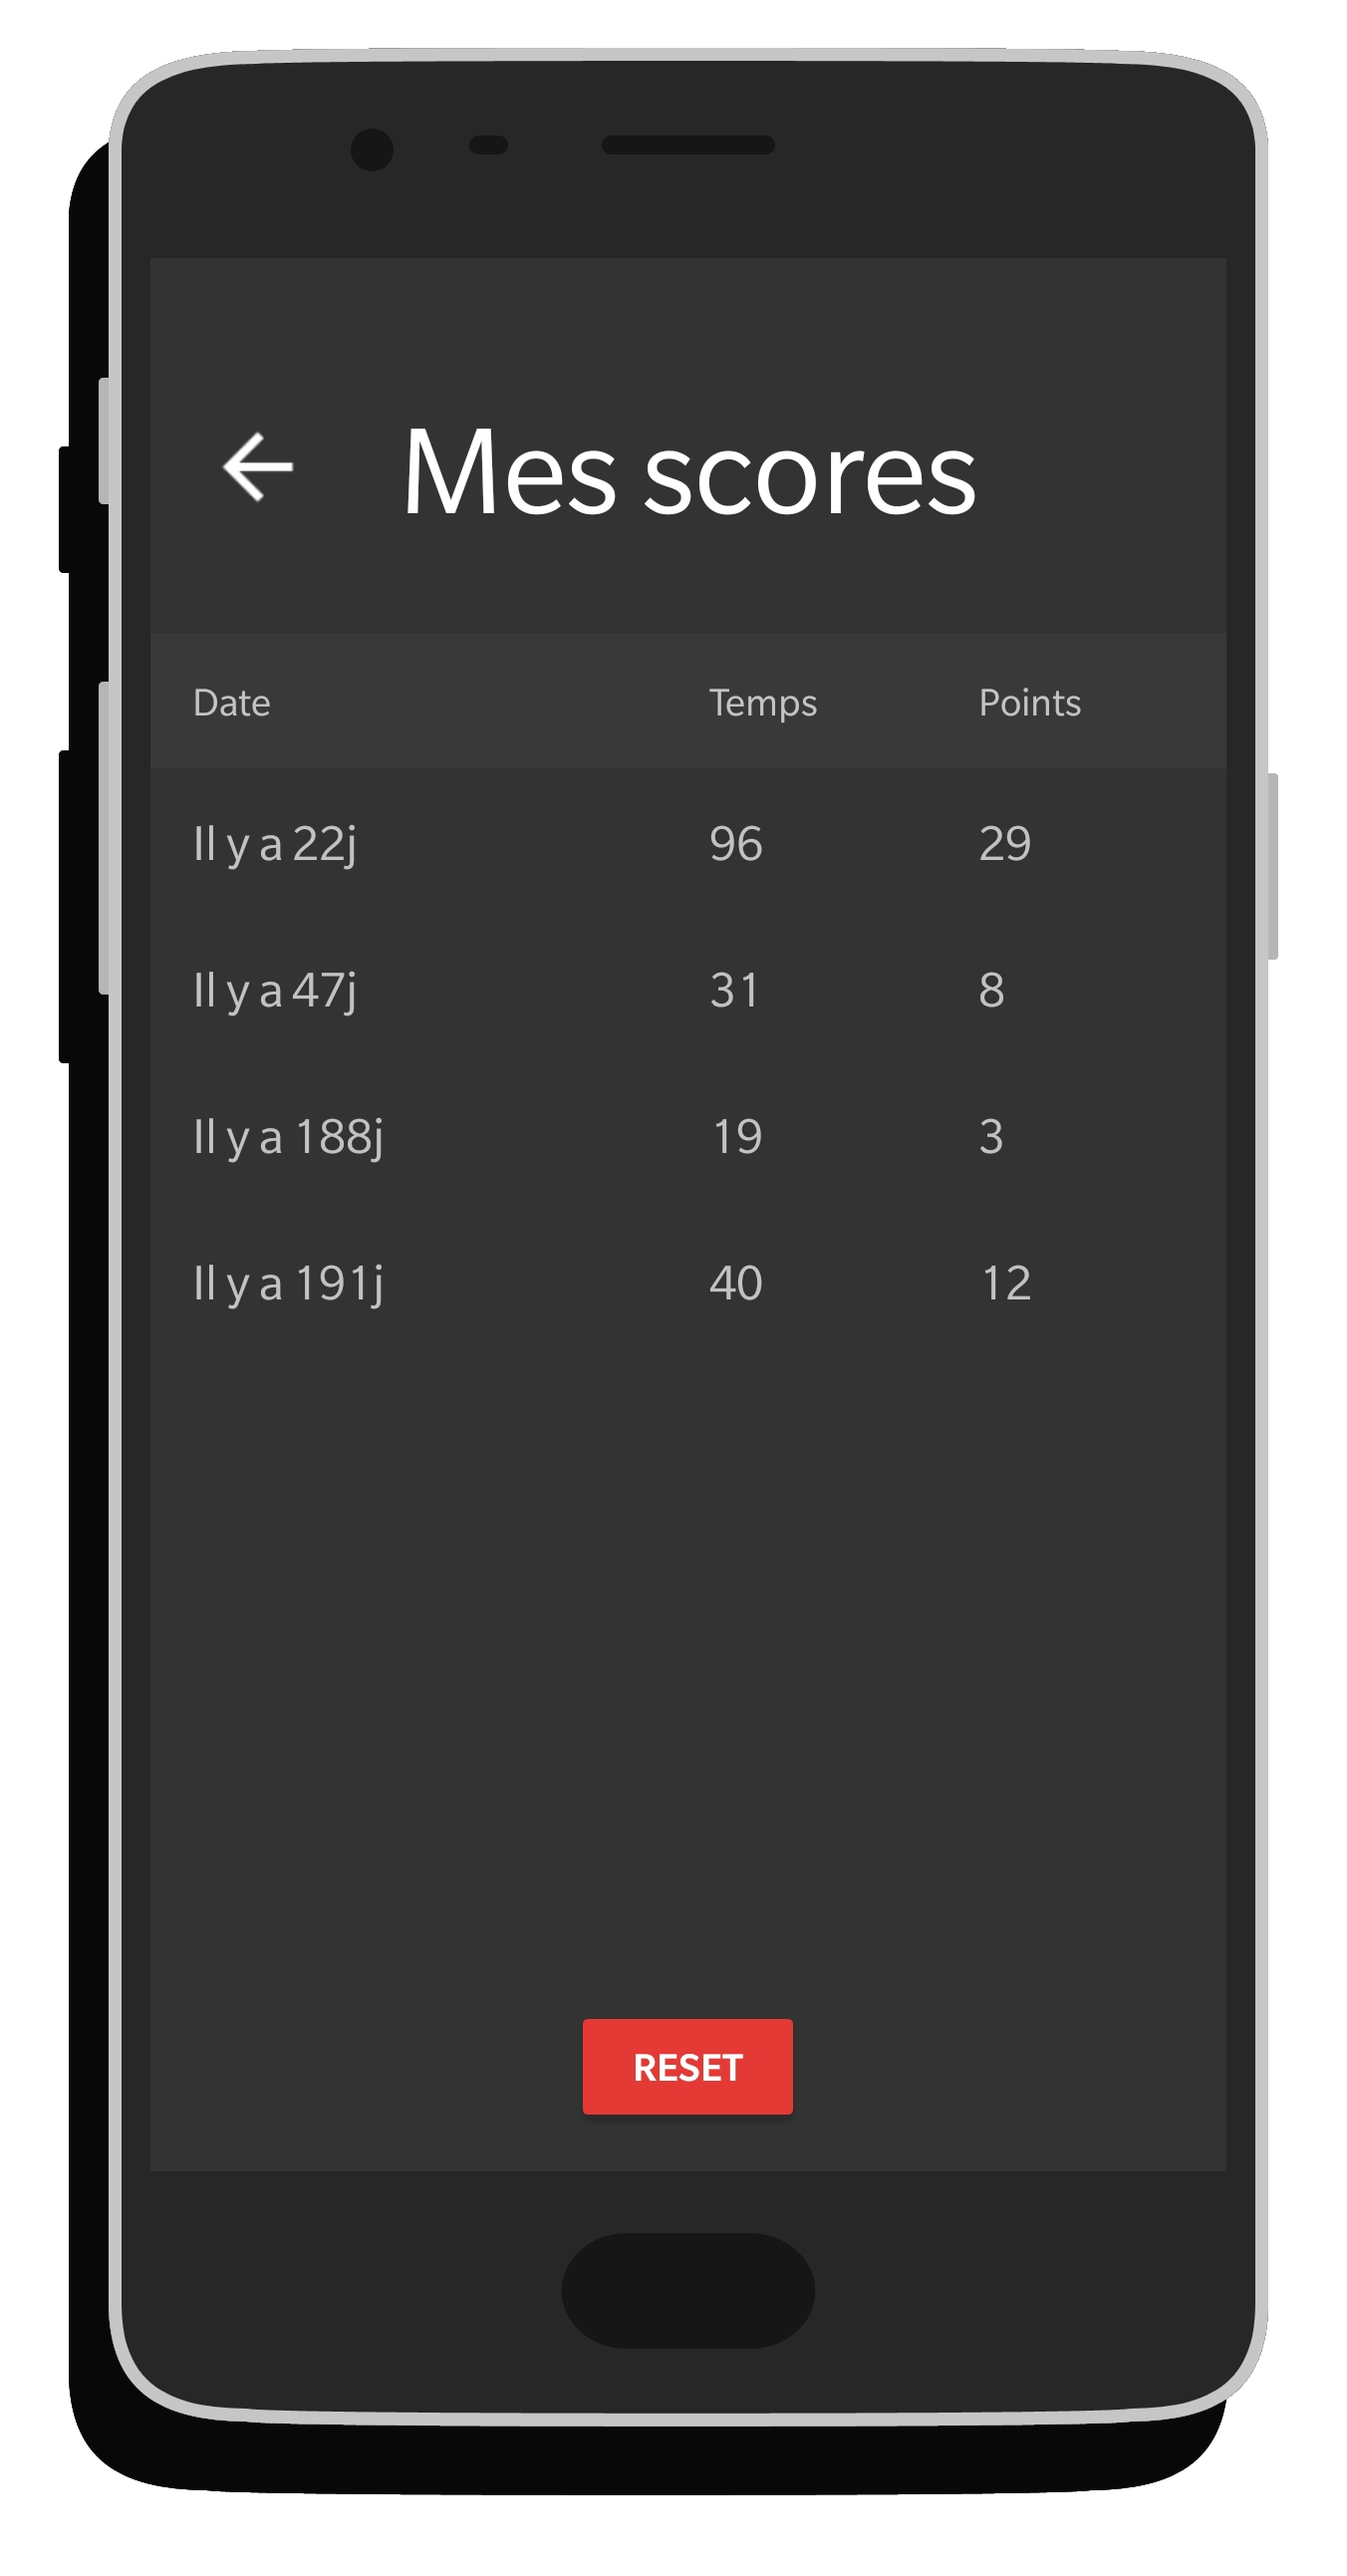 Mes scores
Date Temps Points
Il y a 22j 96 29
Il y a 47j 31 8
Il y a 188j 19 3
Il y a 191j 40 12
RESET